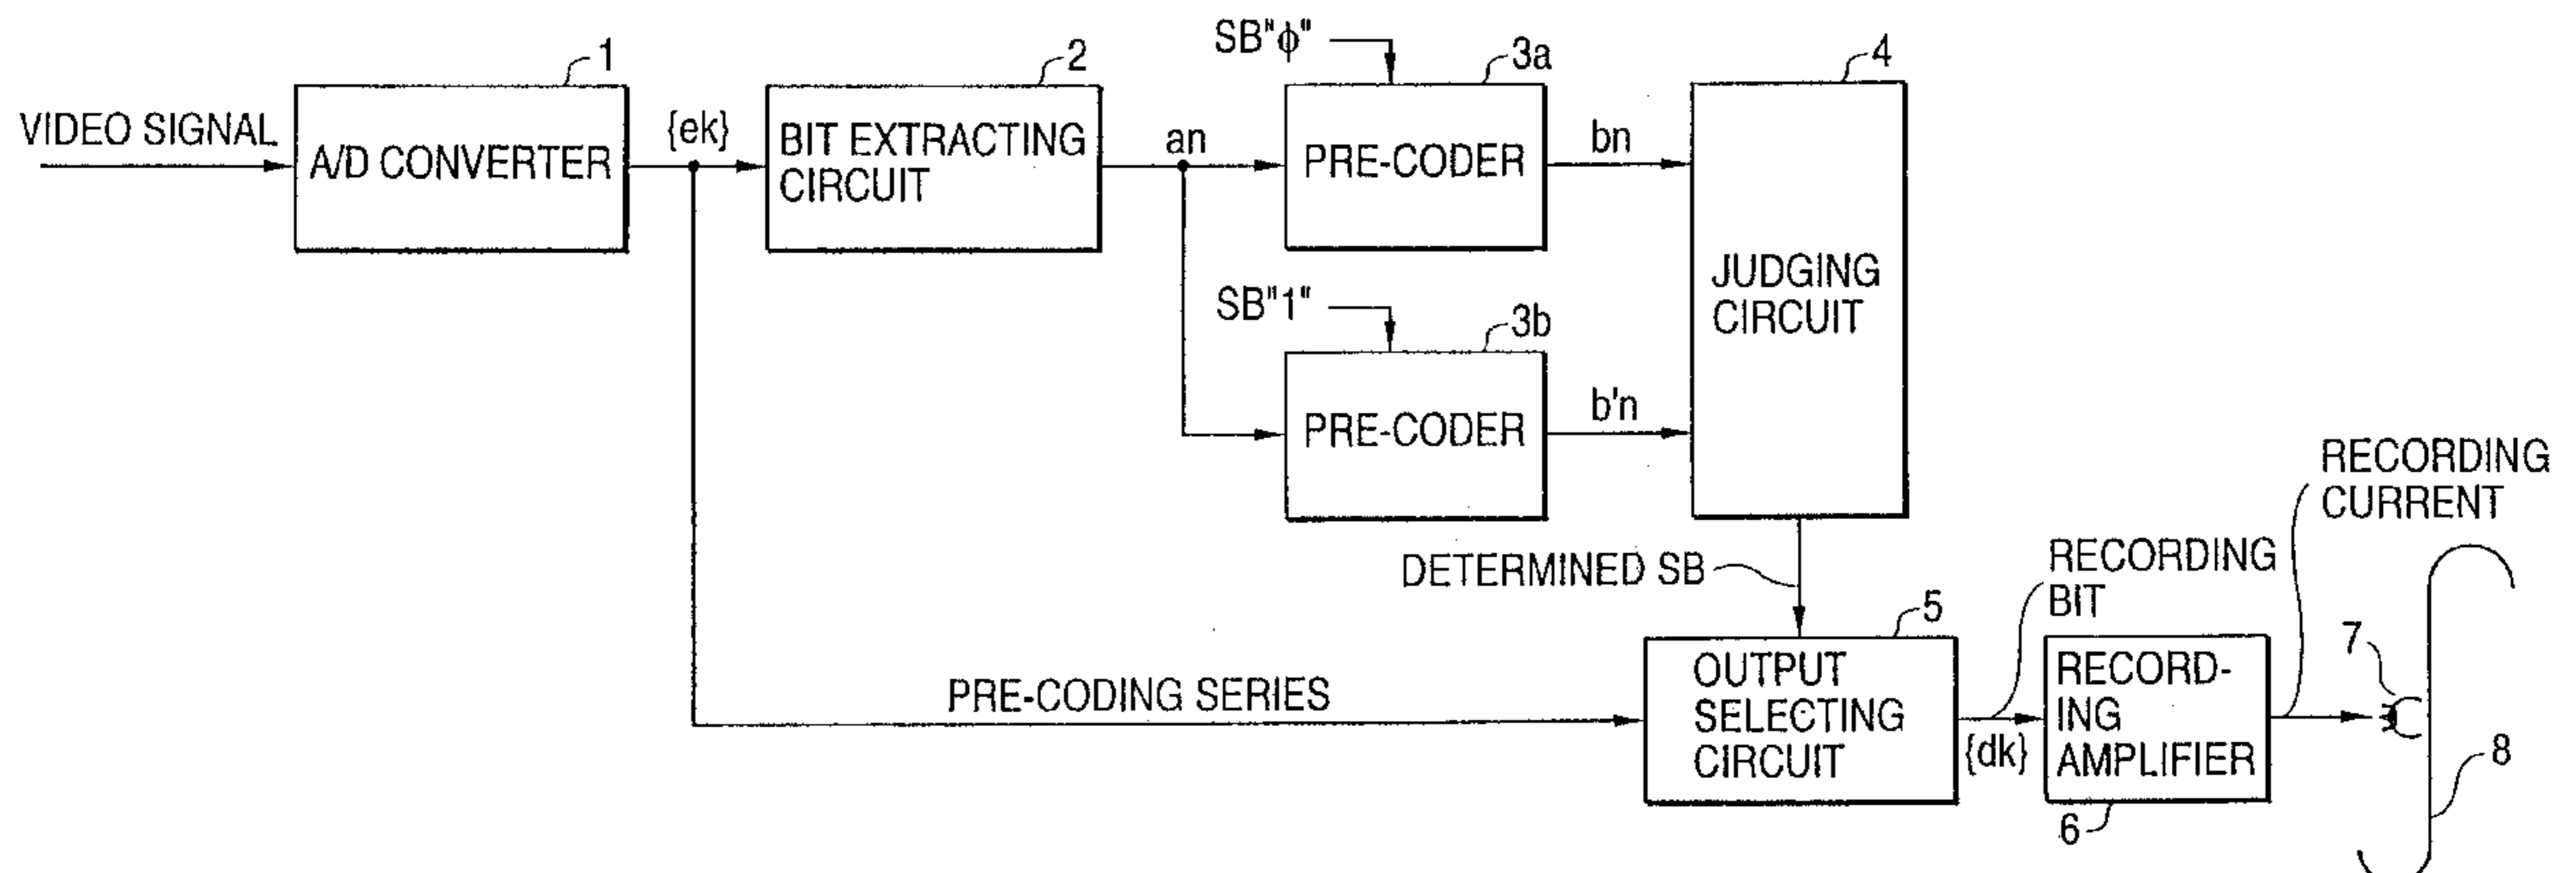 VIDEO SIGNAL
1
A/D CONVERTER
{ek}
2
BIT EXTRACTING
CIRCUIT
an
SB"ϕ"
3a
PRE-CODER
bn
SB"1"
3b
PRE-CODER
b'n
4
JUDGING
CIRCUIT
DETERMINED SB
PRE-CODING SERIES
5
OUTPUT
SELECTING
CIRCUIT
RECORDING
BIT
{dk}
RECORD-
ING
AMPLIFIER
6
RECORDING
CURRENT
7
8